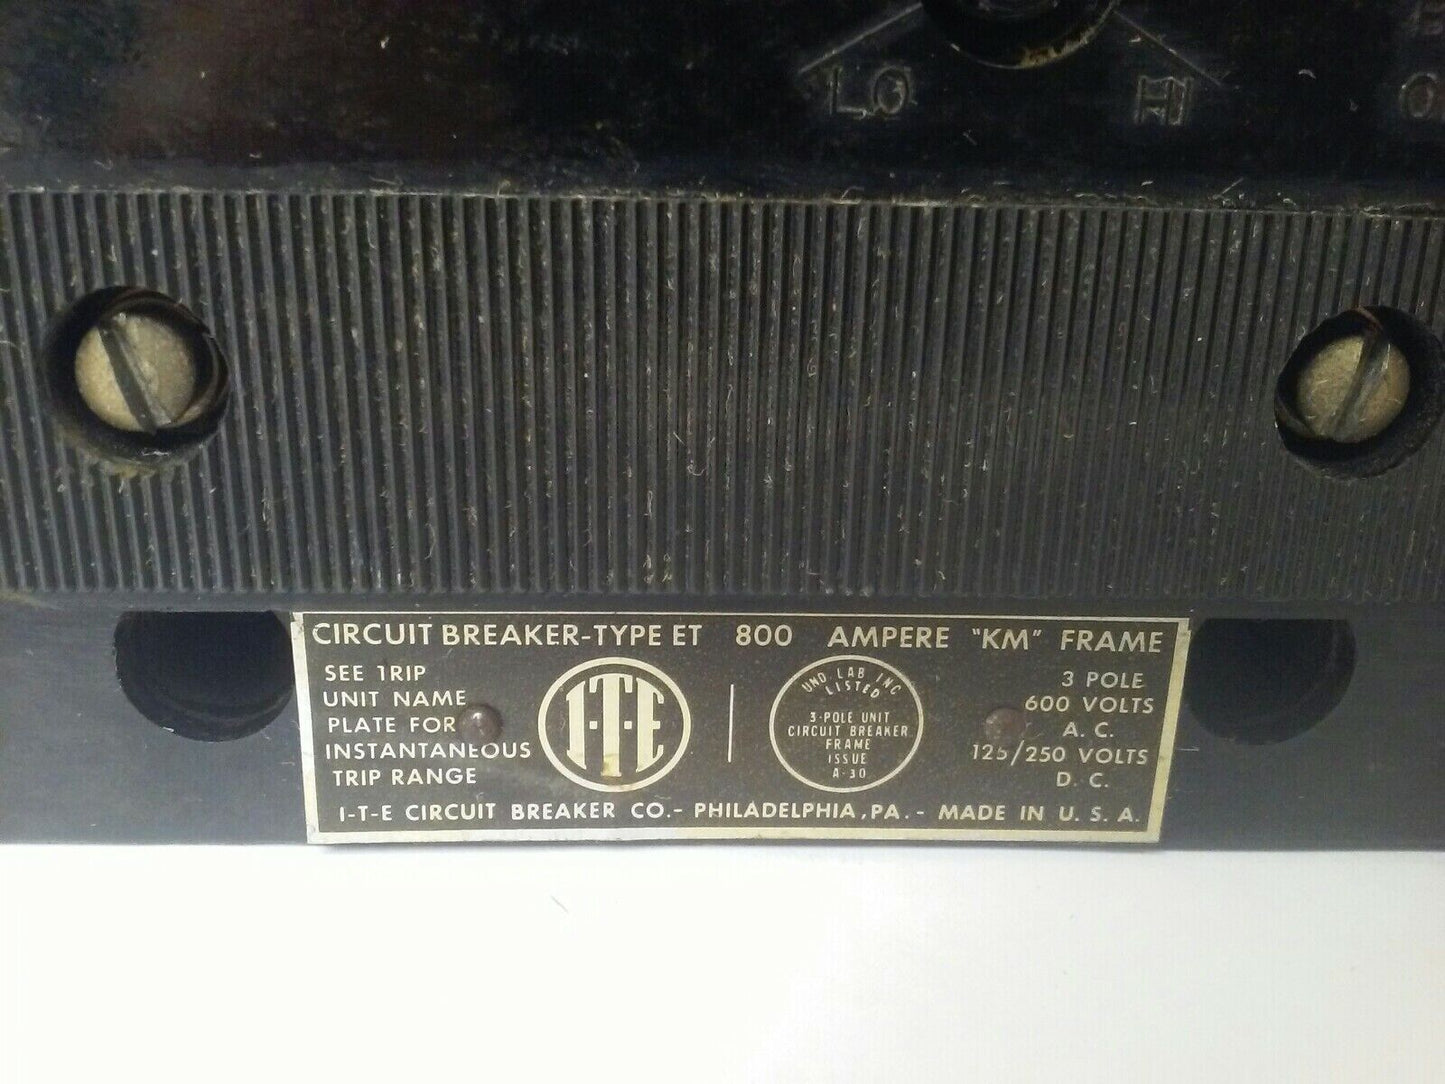 LO HI
CIRCUIT BREAKER-TYPE ET 800 AMPERE "KM" FRAME
SEE TRIP
UNIT NAME
PLATE FOR
INSTANTANEOUS
TRIP RANGE
I-T-E
UND. LAB. INC.
LISTED
3-POLE UNIT
CIRCUIT BREAKER
FRAME
ISSUE
A-30
3 POLE
600 VOLTS
A. C.
125/250 VOLTS
D. C.
I-T-E CIRCUIT BREAKER CO.- PHILADELPHIA, PA. - MADE IN U. S. A.